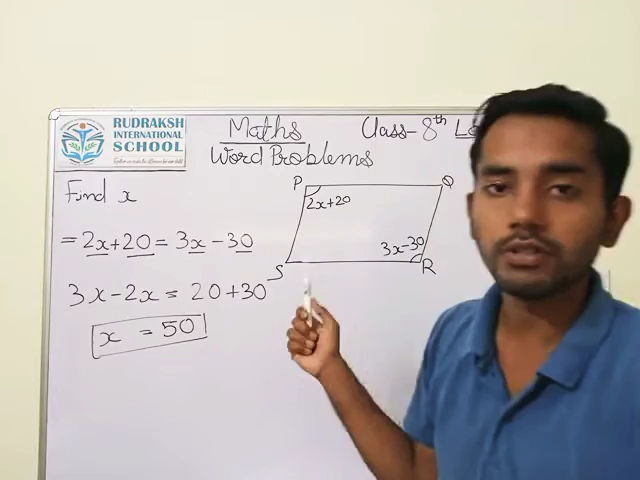 RUDRAKSH
INTERNATIONAL
SCHOOL
Maths
Class- 8th
Word Problems
Find x
P
Q
2x+20
3x-30
S
R
= 2x+20 = 3x - 30
3x-2x = 20+30
x = 50